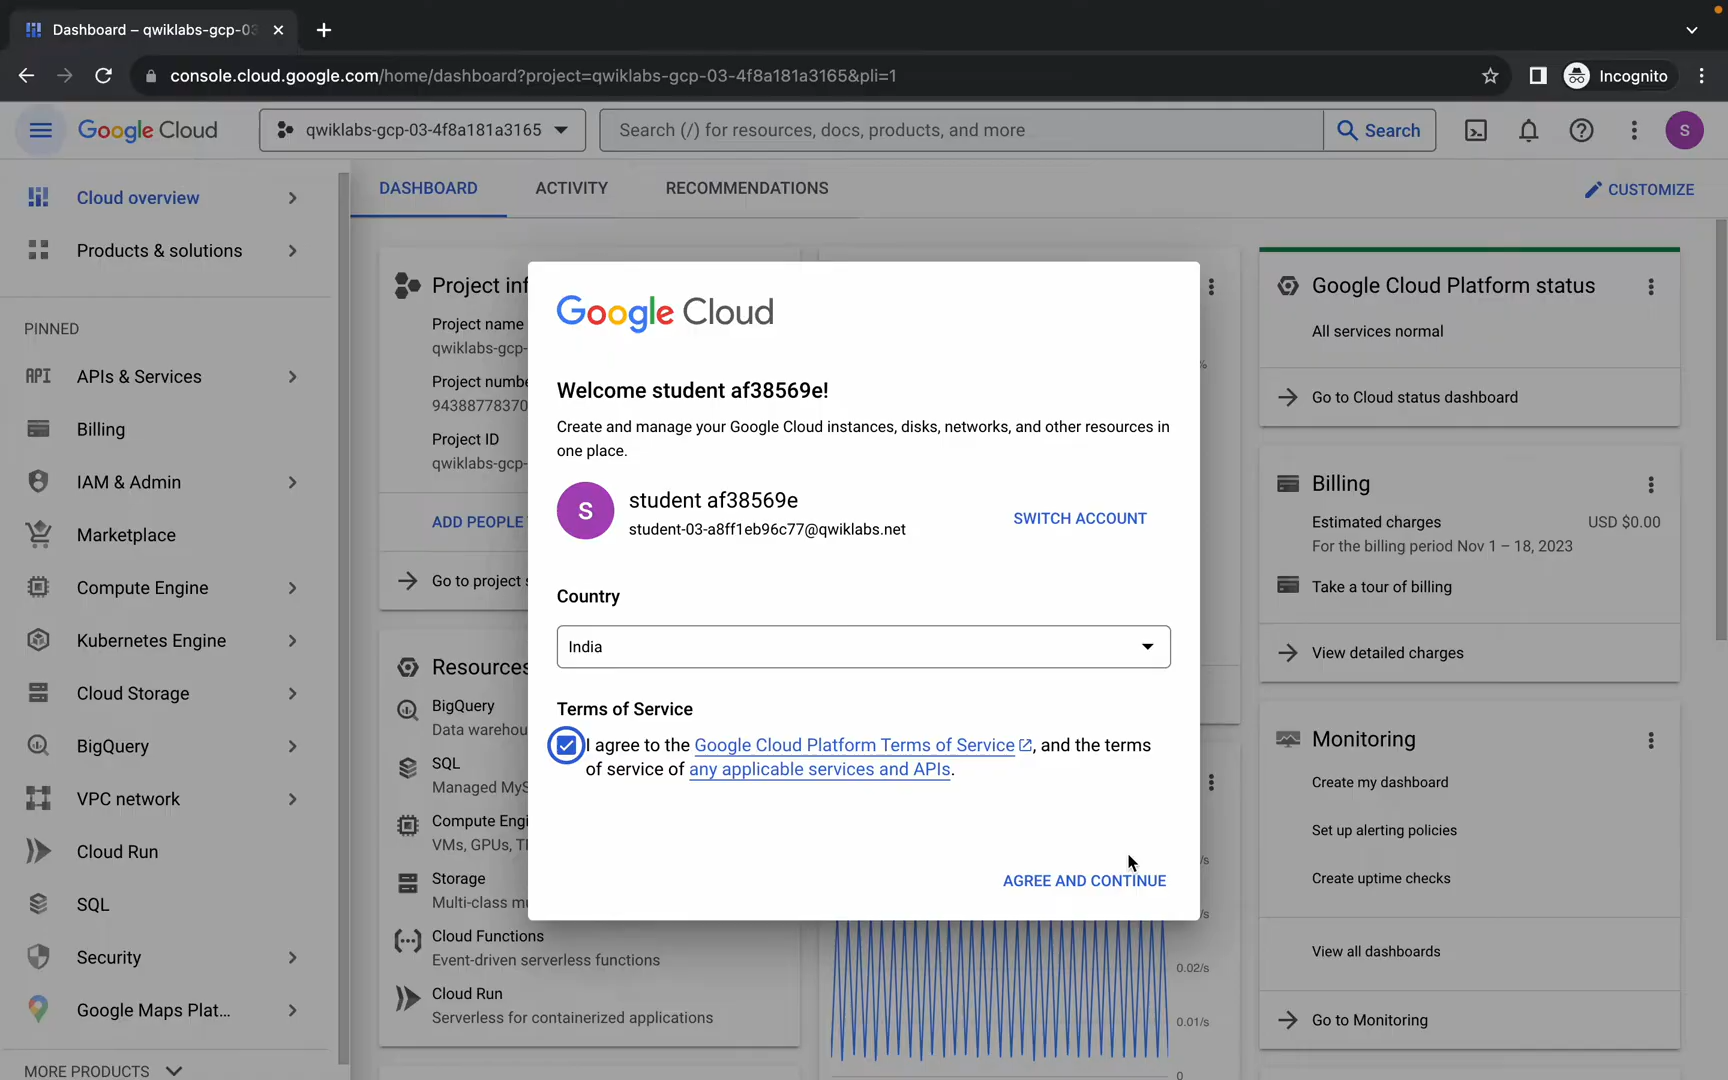 Dashboard – qwiklabs-gcp-03
console.cloud.google.com/home/dashboard?project=qwiklabs-gcp-03-4f8a181a3165&pli=1
Incognito
Google Cloud
qwiklabs-gcp-03-4f8a181a3165
Search (/) for resources, docs, products, and more
Search
S
Cloud overview
Products & solutions
PINNED
API
APIs & Services
Billing
IAM & Admin
Marketplace
Compute Engine
Kubernetes Engine
Cloud Storage
BigQuery
VPC network
Cloud Run
SQL
Security
Google Maps Plat...
MORE PRODUCTS
DASHBOARD
ACTIVITY
RECOMMENDATIONS
CUSTOMIZE
Project inf
Project name
qwiklabs-gcp-
Project numbe
94388778370
Project ID
qwiklabs-gcp-
ADD PEOPLE
Go to project s
Resources
BigQuery
Data warehou
SQL
Managed MyS
Compute Engi
VMs, GPUs, TP
Storage
Multi-class mu
Cloud Functions
Event-driven serverless functions
Cloud Run
Serverless for containerized applications
Google Cloud
Welcome student af38569e!
Create and manage your Google Cloud instances, disks, networks, and other resources in
one place.
S
student af38569e
student-03-a8ff1eb96c77@qwiklabs.net
SWITCH ACCOUNT
Country
India
Terms of Service
I agree to the Google Cloud Platform Terms of Service, and the terms
of service of any applicable services and APIs.
AGREE AND CONTINUE
%
/s
/s
0.02/s
0.01/s
0
Google Cloud Platform status
All services normal
Go to Cloud status dashboard
Billing
Estimated charges
USD $0.00
For the billing period Nov 1 – 18, 2023
Take a tour of billing
View detailed charges
Monitoring
Create my dashboard
Set up alerting policies
Create uptime checks
View all dashboards
Go to Monitoring